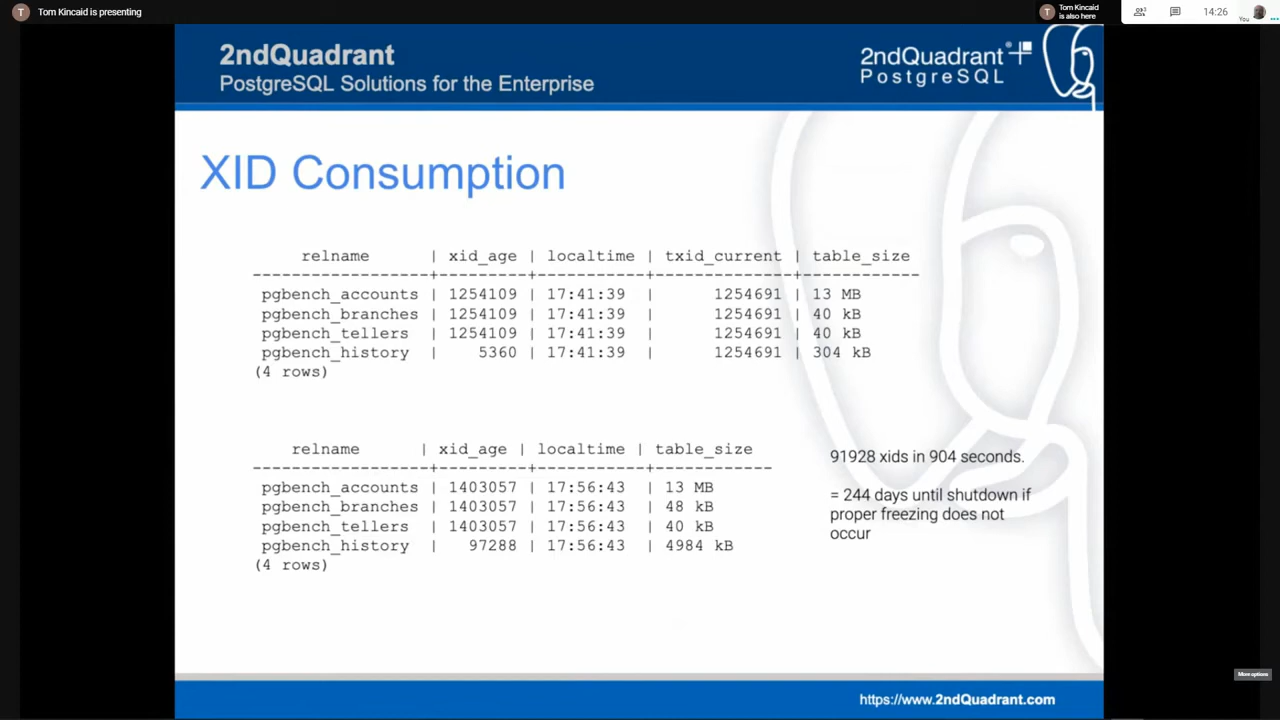 T Tom Kincaid is presenting
T Tom Kincaid
is also here
14:26
You
2ndQuadrant
PostgreSQL Solutions for the Enterprise
2ndQuadrant®
PostgreSQL
XID Consumption
relname | xid_age | localtime | txid_current | table_size
------------------+---------+-----------+--------------+------------
pgbench_accounts | 1254109 | 17:41:39 | 1254691 | 13 MB
pgbench_branches | 1254109 | 17:41:39 | 1254691 | 40 kB
pgbench_tellers | 1254109 | 17:41:39 | 1254691 | 40 kB
pgbench_history | 5360 | 17:41:39 | 1254691 | 304 kB
(4 rows)
relname | xid_age | localtime | table_size
------------------+---------+-----------+------------
pgbench_accounts | 1403057 | 17:56:43 | 13 MB
pgbench_branches | 1403057 | 17:56:43 | 48 kB
pgbench_tellers | 1403057 | 17:56:43 | 40 kB
pgbench_history | 97288 | 17:56:43 | 4984 kB
(4 rows)
91928 xids in 904 seconds.
= 244 days until shutdown if
proper freezing does not
occur
More options
https://www.2ndQuadrant.com